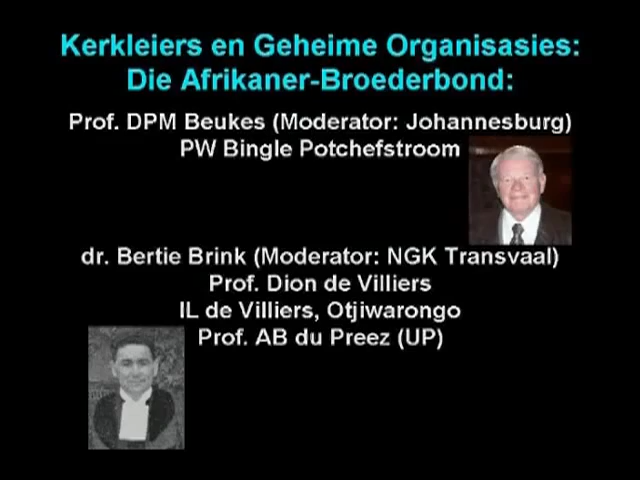 Kerkleiers en Geheime Organisasies:
Die Afrikaner-Broederbond:
Prof. DPM Beukes (Moderator: Johannesburg)
PW Bingle Potchefstroom
dr. Bertie Brink (Moderator: NGK Transvaal)
Prof. Dion de Villiers
IL de Villiers, Otjiwarongo
Prof. AB du Preez (UP)